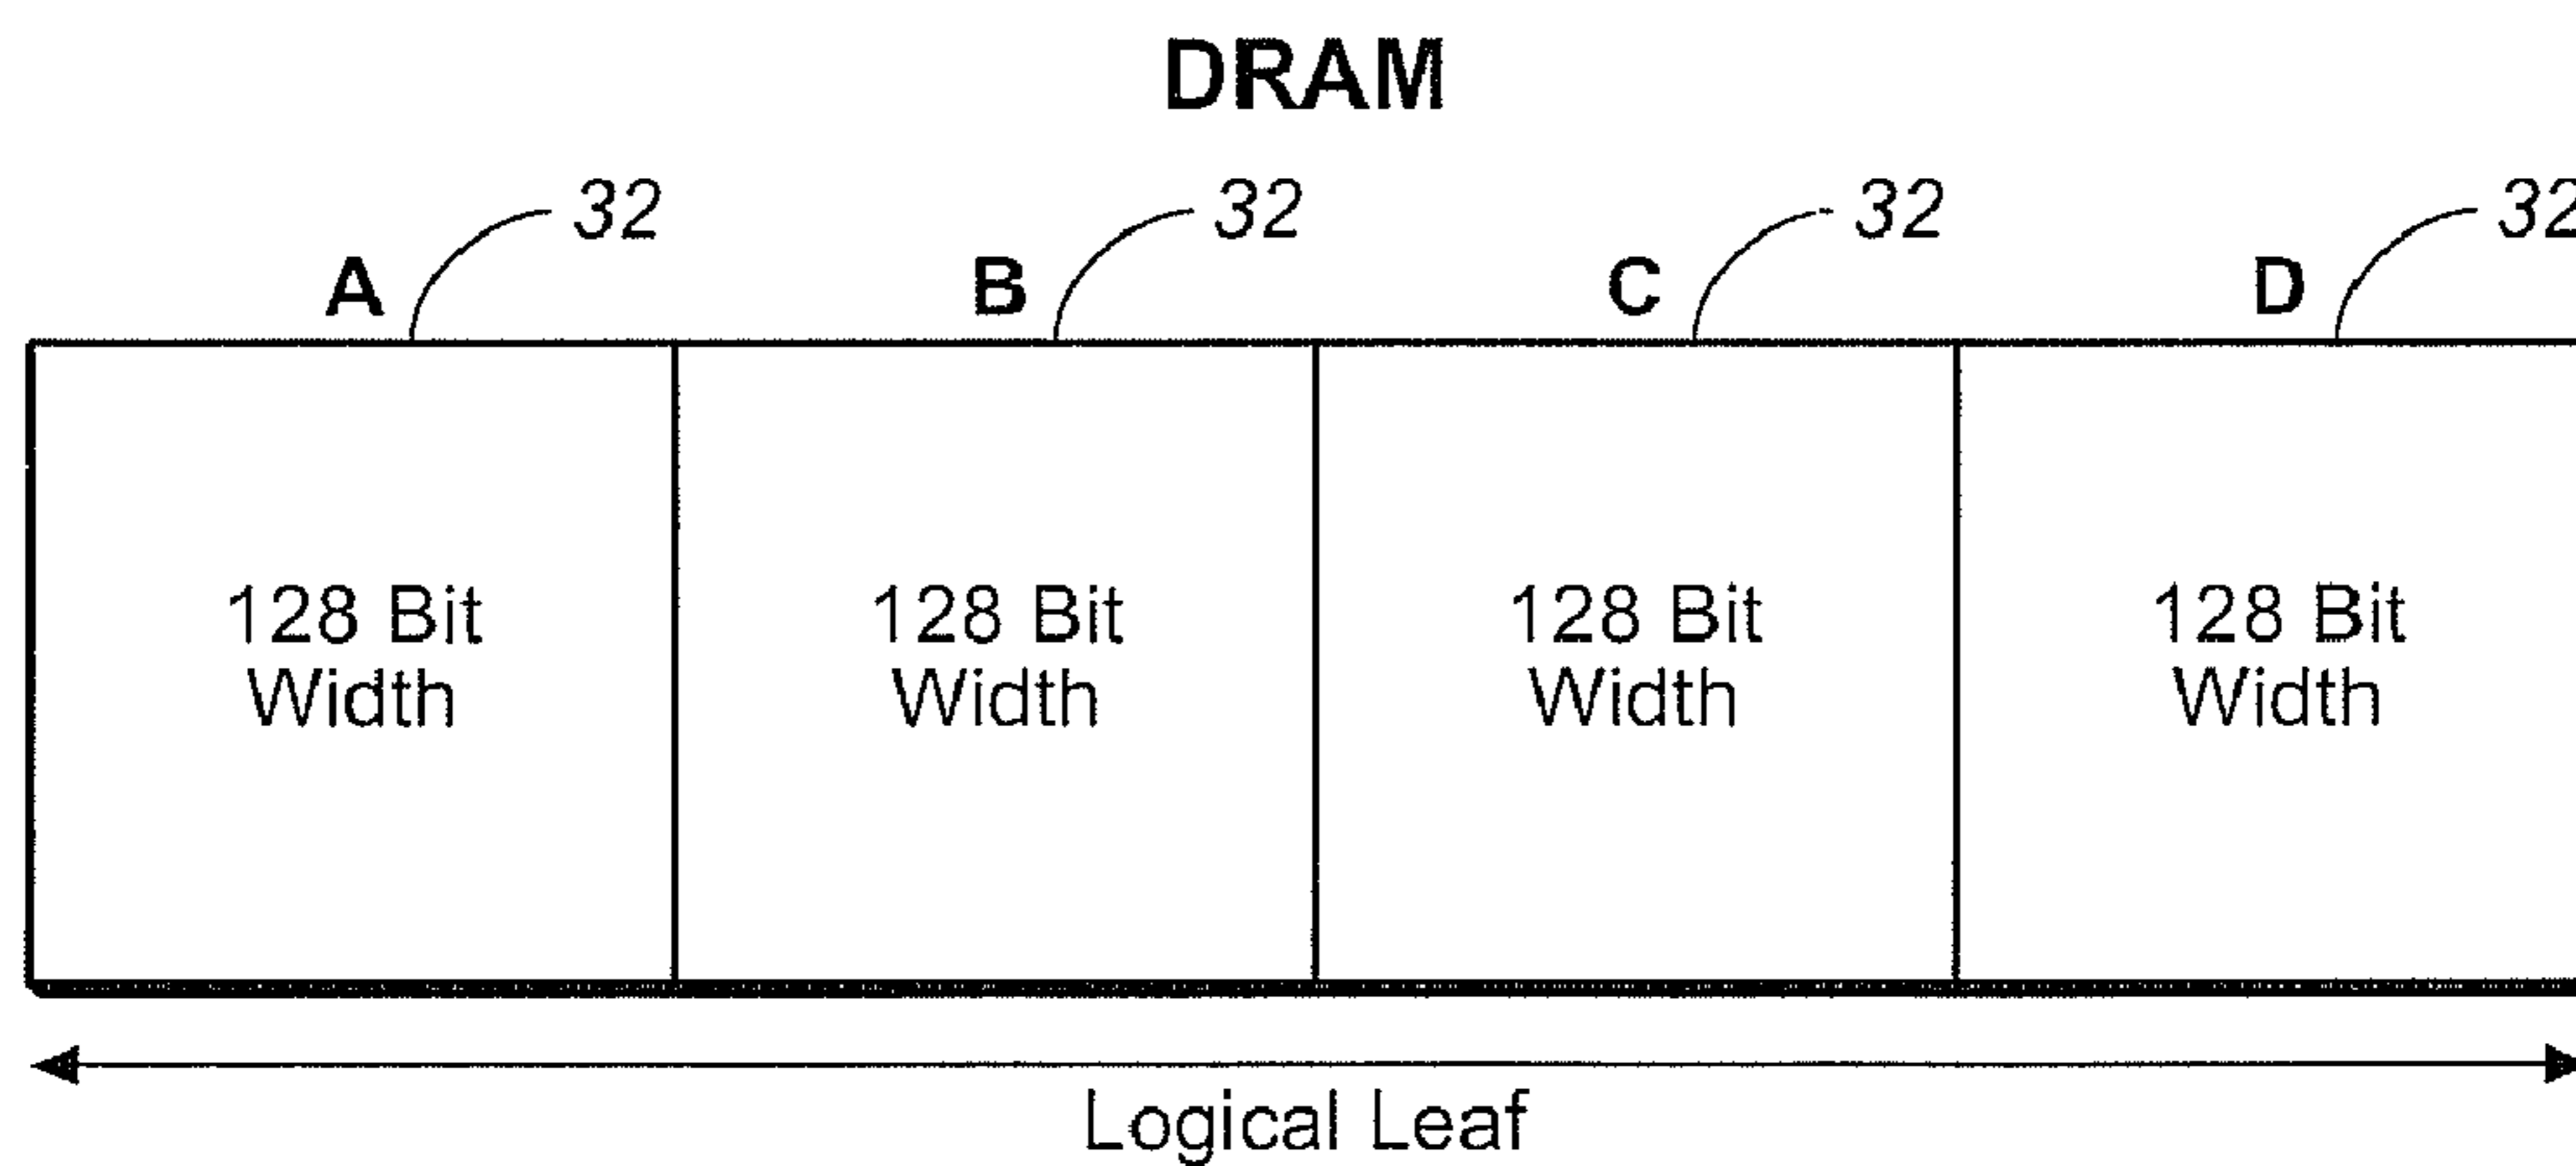 DRAM
32 32 32 32
A B C D
128 Bit 128 Bit 128 Bit 128 Bit
Width Width Width Width
Logical Leaf